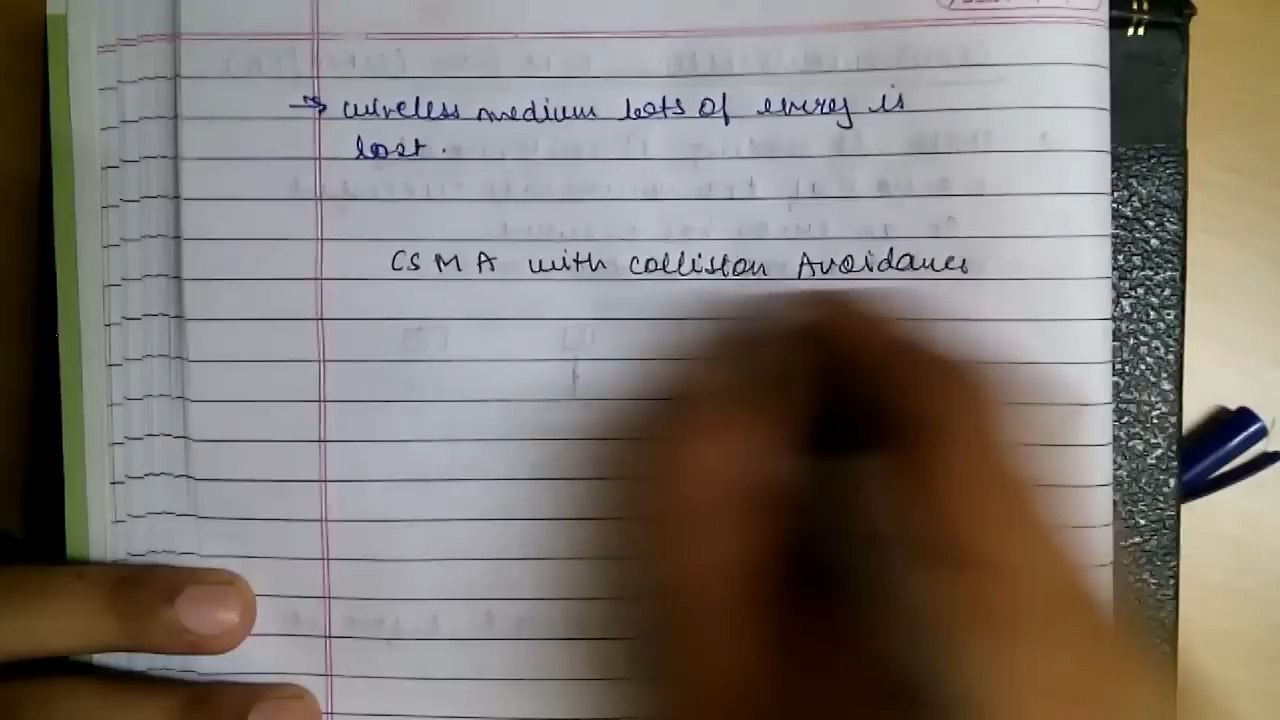 → wireless medium lots of energy is
lost.
CSMA with collision Avoidance